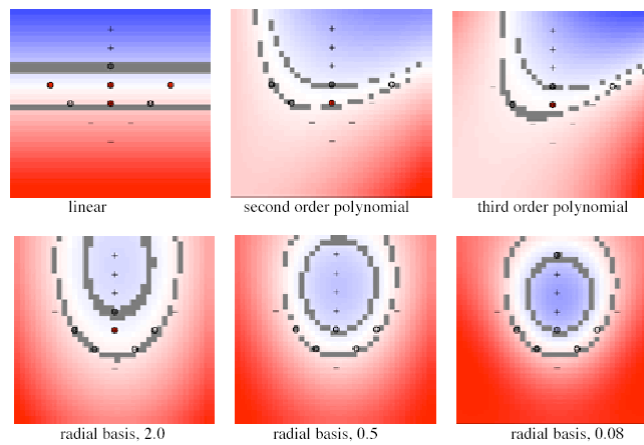 linear
second order polynomial
third order polynomial
radial basis, 2.0
radial basis, 0.5
radial basis, 0.08